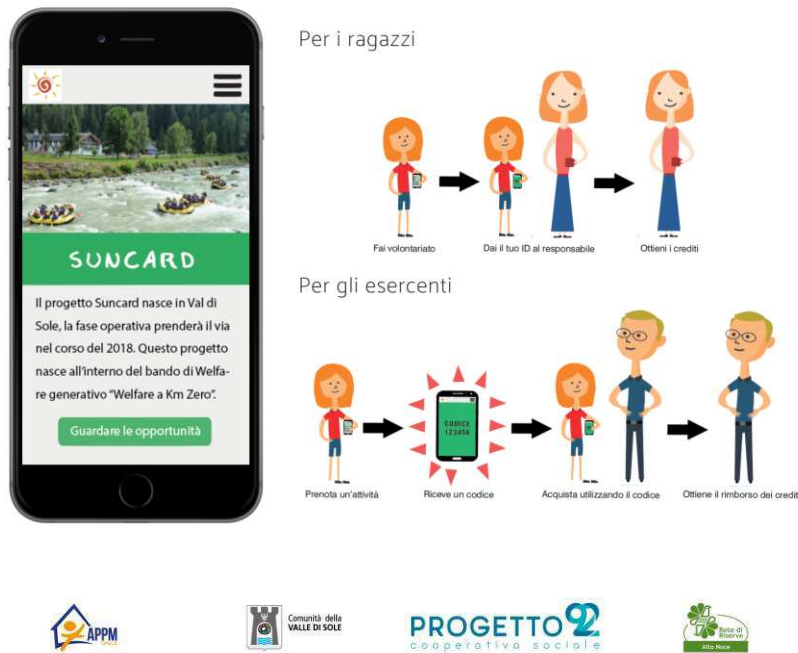 SUNCARD
Il progetto Suncard nasce in Val di
Sole, la fase operativa prenderà il via
nel corso del 2018. Questo progetto
nasce all'interno del bando di Welfa-
re generativo "Welfare a Km Zero".
Guardare le opportunità
Per i ragazzi
Fai volontariato
Dai il tuo ID al responsabile
Ottieni i crediti
Per gli esercenti
CODICE
123456
Prenota un'attività
Riceve un codice
Acquista utilizzando il codice
Ottiene il rimborso dei credit
APPM
ONLUS
Comunità della
VALLE DI SOLE
PROGETTO 92
cooperativa sociale
Rete di
Riserve
Alto Noce